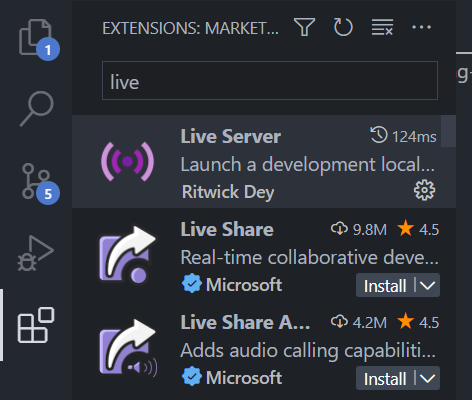 EXTENSIONS: MARKET...
1
live
Live Server 124ms
Launch a development local...
Ritwick Dey
5
Live Share 9.8M 4.5
Real-time collaborative deve...
Microsoft Install
Live Share A... 4.2M 4.5
Adds audio calling capabiliti...
Microsoft Install